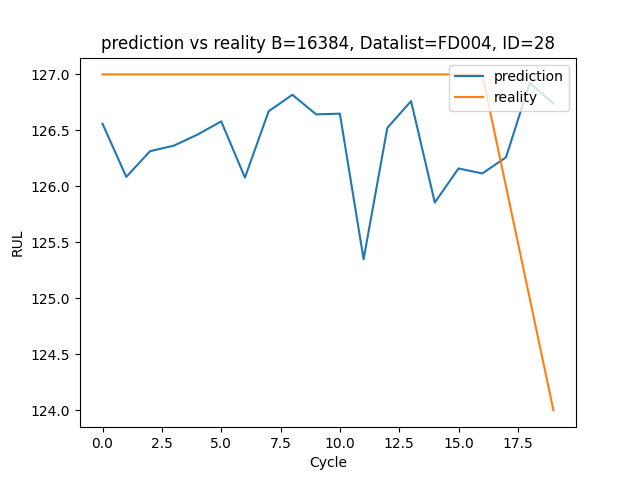 prediction vs reality B=16384, Datalist=FD004, ID=28
127.0
126.5
126.0
125.5
125.0
124.5
124.0
RUL
prediction
reality
0.0 2.5 5.0 7.5 10.0 12.5 15.0 17.5
Cycle